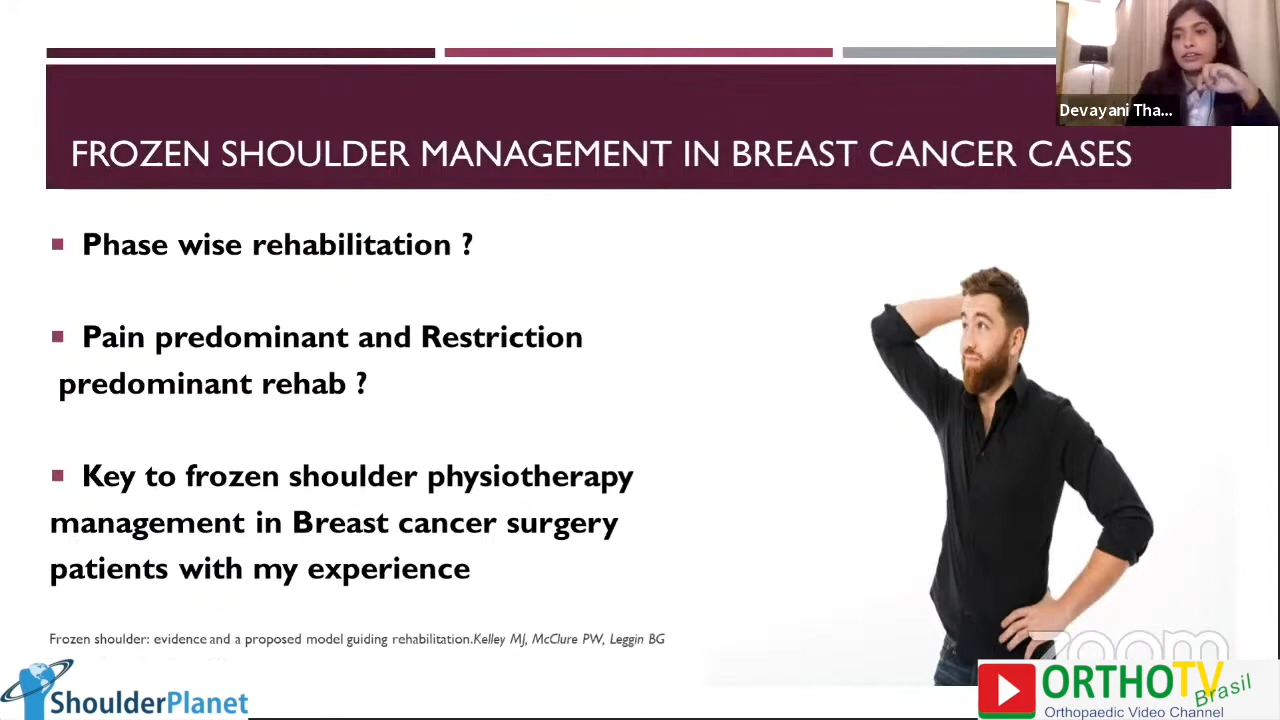 Devayani Tha...
FROZEN SHOULDER MANAGEMENT IN BREAST CANCER CASES
Phase wise rehabilitation ?
Pain predominant and Restriction
predominant rehab ?
Key to frozen shoulder physiotherapy
management in Breast cancer surgery
patients with my experience
Frozen shoulder: evidence and a proposed model guiding rehabilitation.Kelley MJ, McClure PW, Leggin BG
zoom
ShoulderPlanet
ORTHOTV
Brasil
Orthopaedic Video Channel